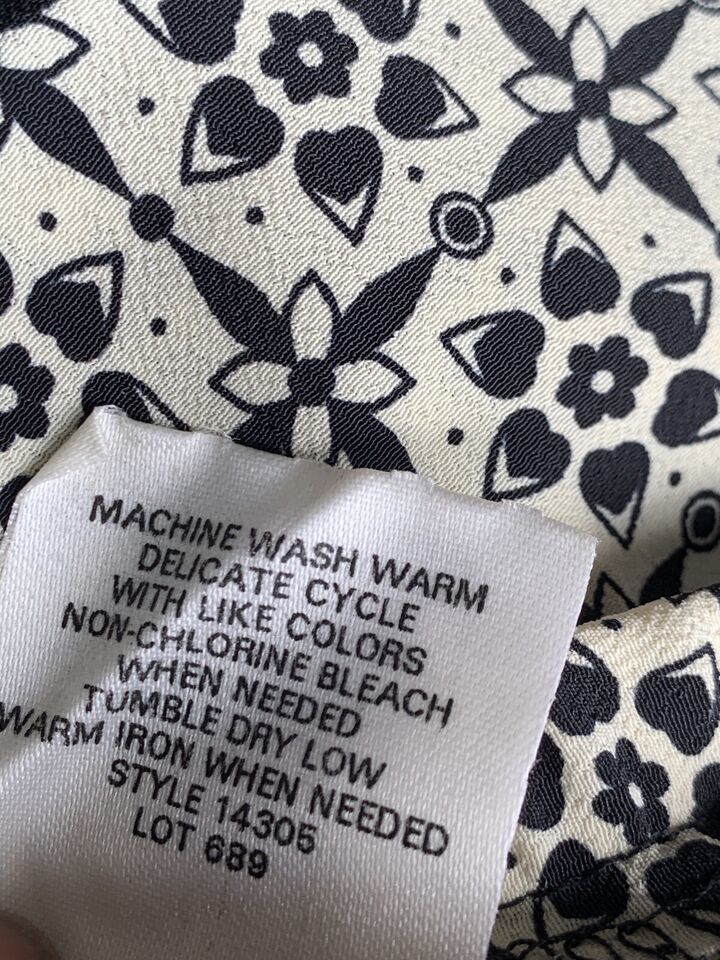 MACHINE WASH WARM
DELICATE CYCLE
WITH LIKE COLORS
NON-CHLORINE BLEACH
WHEN NEEDED
TUMBLE DRY LOW
WARM IRON WHEN NEEDED
STYLE 14305
LOT 689